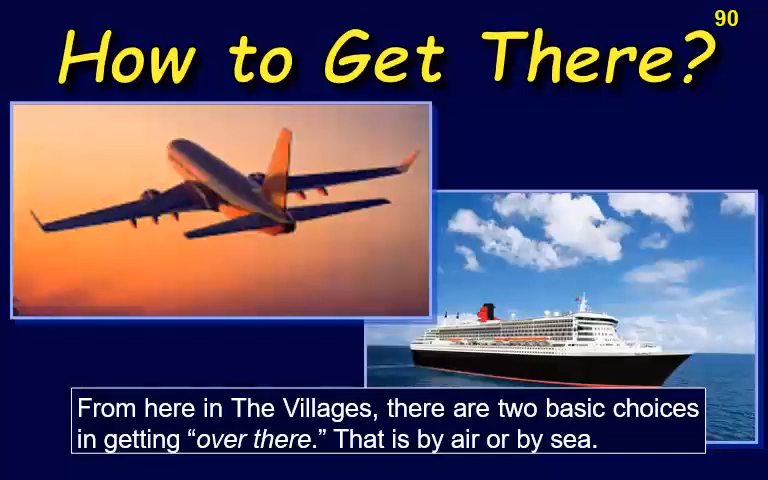 90
How to Get There?
From here in The Villages, there are two basic choices
in getting “over there.” That is by air or by sea.